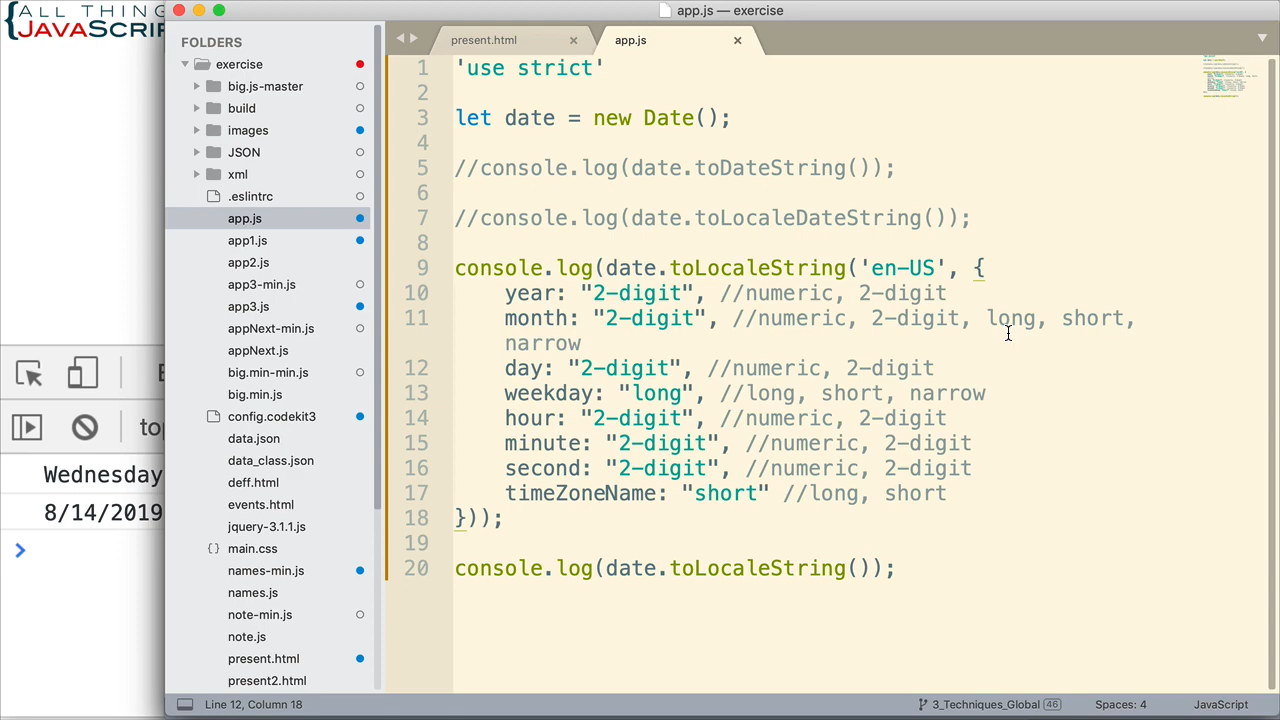 {ALL THIN
JAVASCRIP
app.js — exercise
FOLDERS
exercise
big.js-master
build
images
JSON
xml
.eslintrc
app.js
app1.js
app2.js
app3-min.js
app3.js
appNext-min.js
appNext.js
big.min-min.js
big.min.js
config.codekit3
data.json
data_class.json
deff.html
events.html
jquery-3.1.1.js
{} main.css
names-min.js
names.js
note-min.js
note.js
present.html
present2.html
present.html
app.js
1 'use strict'
2
3 let date = new Date();
4
5 //console.log(date.toDateString());
6
7 //console.log(date.toLocaleDateString());
8
9 console.log(date.toLocaleString('en-US', {
10 year: "2-digit", //numeric, 2-digit
11 month: "2-digit", //numeric, 2-digit, long, short,
narrow
12 day: "2-digit", //numeric, 2-digit
13 weekday: "long", //long, short, narrow
14 hour: "2-digit", //numeric, 2-digit
15 minute: "2-digit", //numeric, 2-digit
16 second: "2-digit", //numeric, 2-digit
17 timeZoneName: "short" //long, short
18 }));
19
20 console.log(date.toLocaleString());
top
Wednesday
8/14/2019
Line 12, Column 18
3_Techniques_Global 46
Spaces: 4
JavaScript